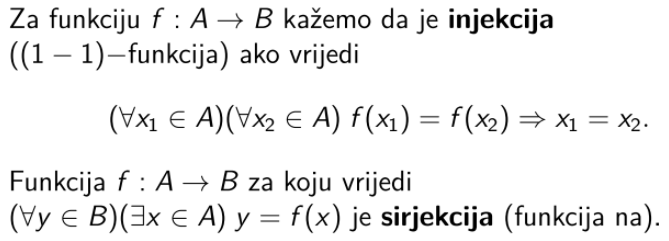 Za funkciju f : A → B kažemo da je injekcija
((1 − 1)−funkcija) ako vrijedi
(∀x₁ ∈ A)(∀x₂ ∈ A) f(x₁) = f(x₂) ⇒ x₁ = x₂.
Funkcija f : A → B za koju vrijedi
(∀y ∈ B)(∃x ∈ A) y = f(x) je sirjekcija (funkcija na).